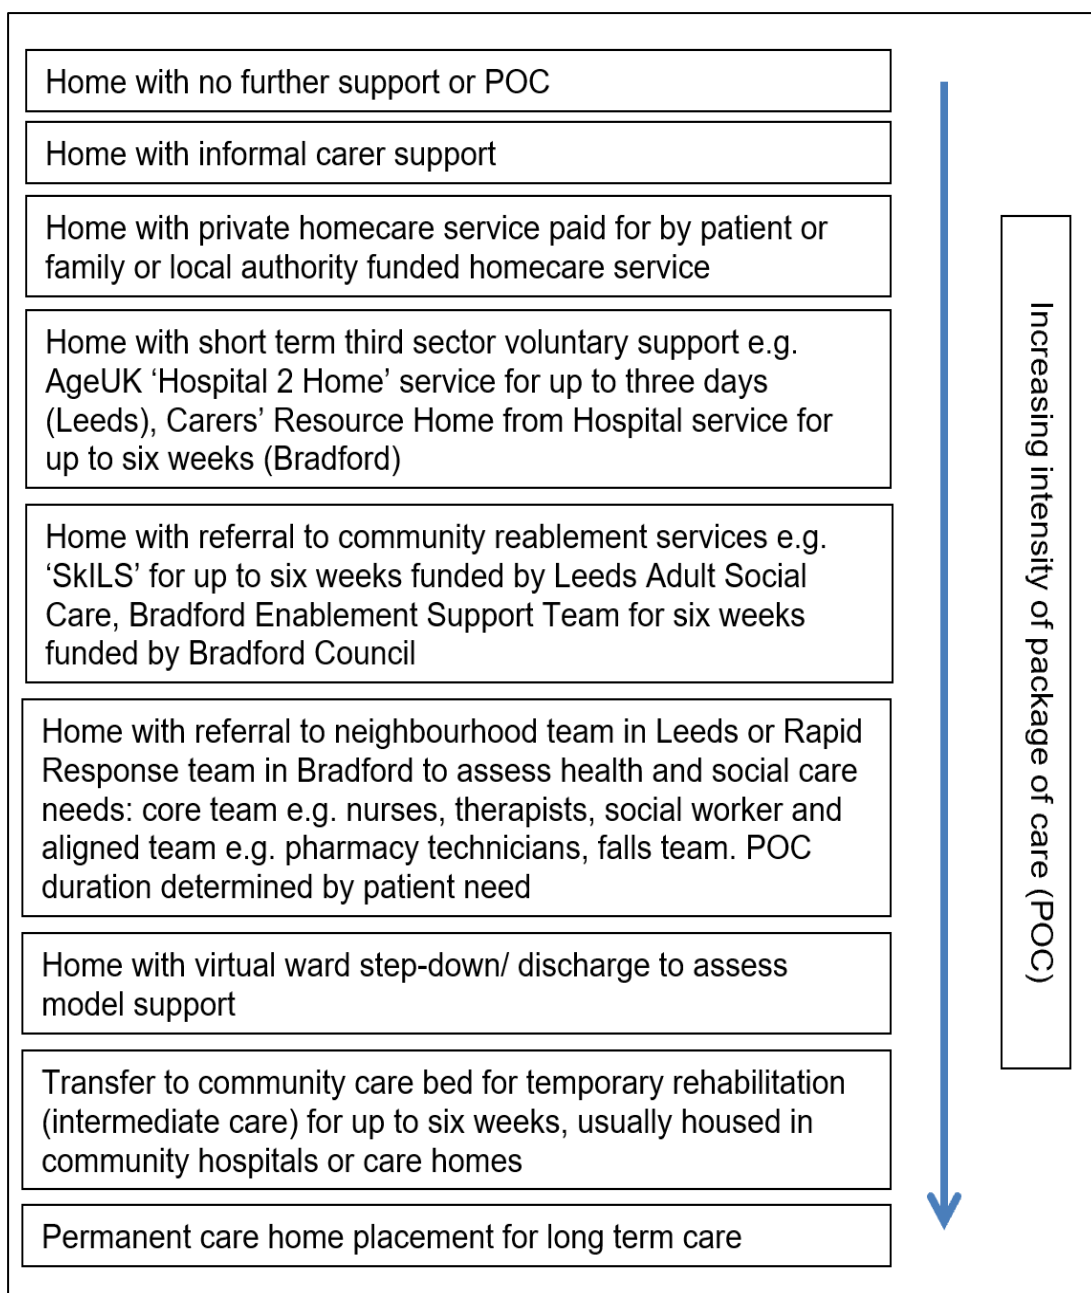 Home with no further support or POC
Home with informal carer support
Home with private homecare service paid for by patient or
family or local authority funded homecare service
Home with short term third sector voluntary support e.g.
AgeUK ‘Hospital 2 Home’ service for up to three days
(Leeds), Carers’ Resource Home from Hospital service for
up to six weeks (Bradford)
Home with referral to community reablement services e.g.
‘SkILS’ for up to six weeks funded by Leeds Adult Social
Care, Bradford Enablement Support Team for six weeks
funded by Bradford Council
Home with referral to neighbourhood team in Leeds or Rapid
Response team in Bradford to assess health and social care
needs: core team e.g. nurses, therapists, social worker and
aligned team e.g. pharmacy technicians, falls team. POC
duration determined by patient need
Home with virtual ward step-down/ discharge to assess
model support
Transfer to community care bed for temporary rehabilitation
(intermediate care) for up to six weeks, usually housed in
community hospitals or care homes
Permanent care home placement for long term care
Increasing intensity of package of care (POC)